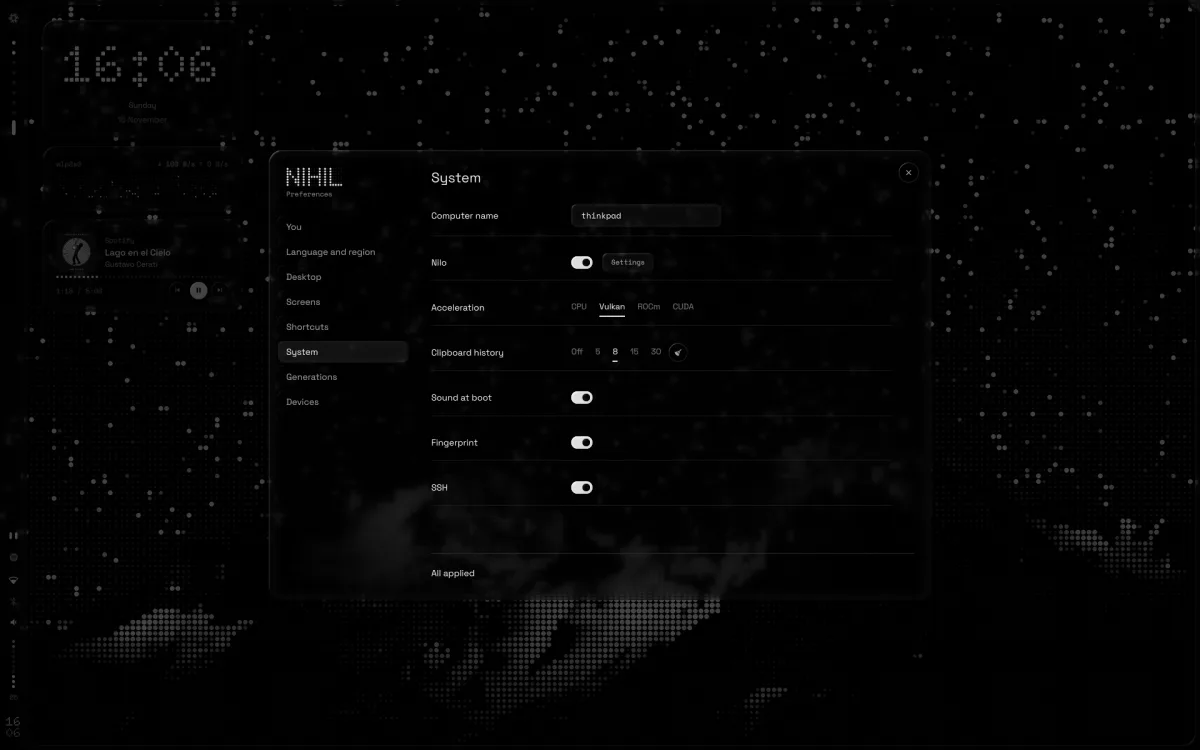 16:06
Sunday
16 November
Spotify
Lago en el Cielo
Gustavo Cerati
NIHIL
Preferences
You
Language and region
Desktop
Screens
Shortcuts
System
Generations
Devices
System
Computer name
thinkpad
Nilo
Settings
Acceleration
CPU Vulkan ROCm CUDA
Clipboard history
Off 5 8 15 30
Sound at boot
Fingerprint
SSH
All applied
16
06